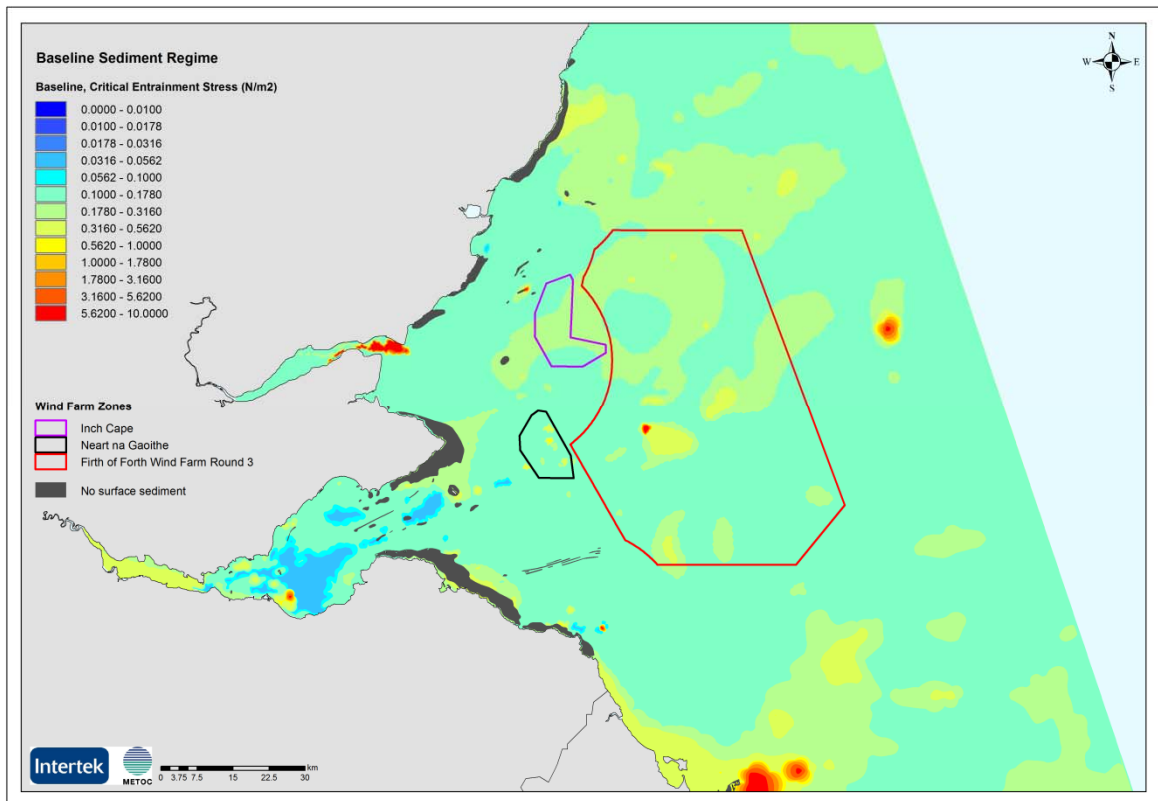 Baseline Sediment Regime
Baseline, Critical Entrainment Stress (N/m2)
0.0000 - 0.0100
0.0100 - 0.0178
0.0178 - 0.0316
0.0316 - 0.0562
0.0562 - 0.1000
0.1000 - 0.1780
0.1780 - 0.3160
0.3160 - 0.5620
0.5620 - 1.0000
1.0000 - 1.7800
1.7800 - 3.1600
3.1600 - 5.6200
5.6200 - 10.0000
Wind Farm Zones
Inch Cape
Neart na Gaoithe
Firth of Forth Wind Farm Round 3
No surface sediment
N
W E
S
Intertek
METOC
km
0 3.75 7.5 15 22.5 30